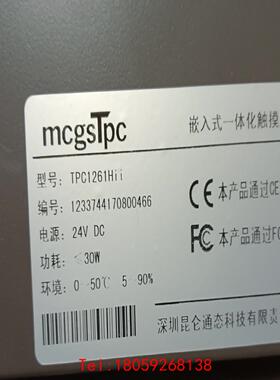 mcgsTpc 嵌入式一体化触摸
型号: TPC1261Hii
编号: 1233744170800466
CE 本产品通过CE
电源: 24V DC
功耗: ≤30W
FC 本产品通过FC
环境: 0-50℃ 5-90%
深圳昆仑通态科技有限责
Tel:18059268138